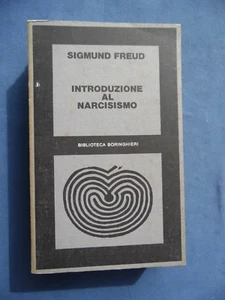 SIGMUND FREUD
INTRODUZIONE
AL
NARCISISMO
BIBLIOTECA BORINGHIERI